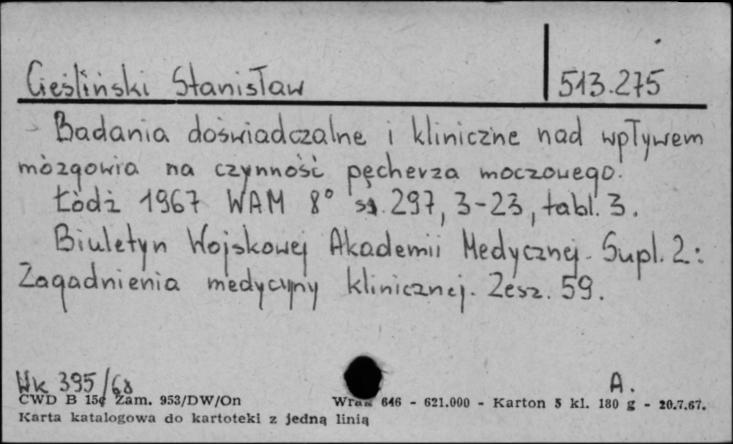 Cieśliński Stanisław 513.275
Badania doświadczalne i kliniczne nad wpływem
mózgowia na czynność pęcherza moczowego.
Łódź 1967 WAM 8° ss. 297, 3-23, tabl. 3.
Biuletyn Wojskowej Akademii Medycznej. Supl. 2:
Zagadnienia medycyny klinicznej. Zesz. 59.
Wk 395/68 A.
CWD B 15c Zam. 953/DW/On Wrak 646 - 621.000 - Karton 5 kl. 180 g - 20.7.67.
Karta katalogowa do kartoteki z jedną linią